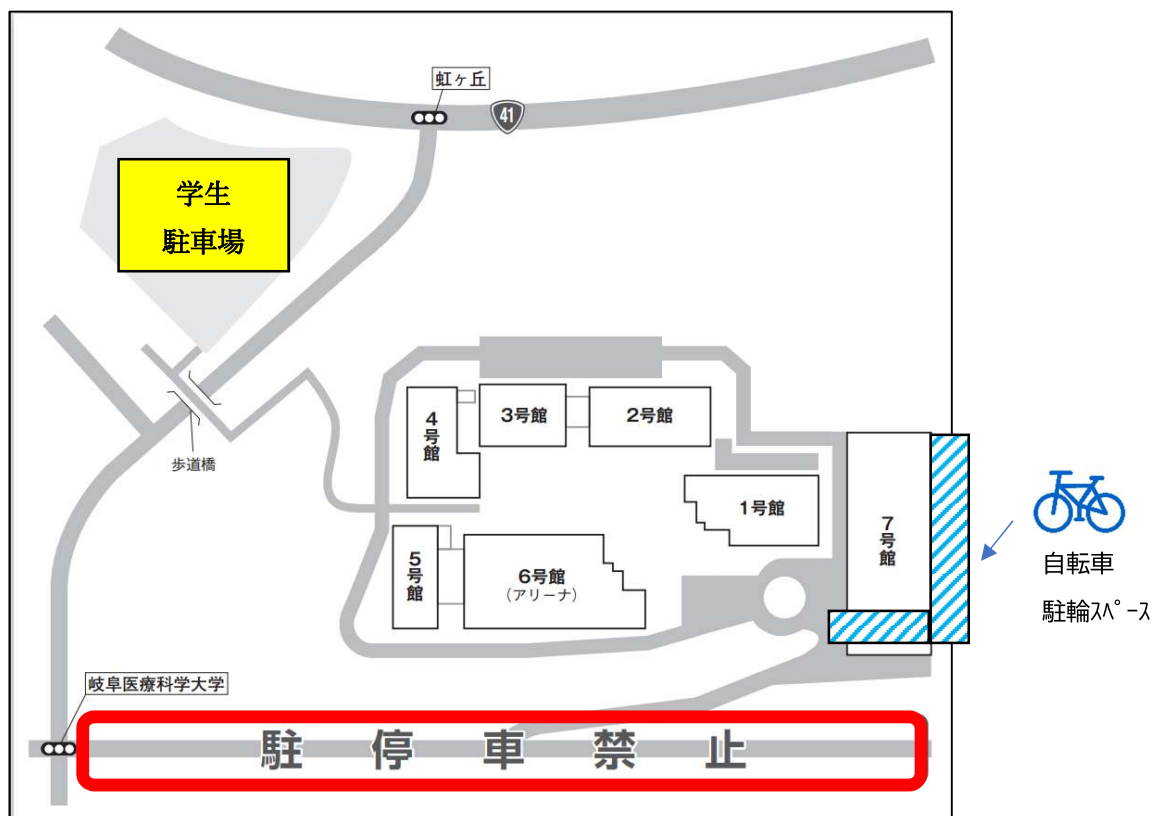 虹ヶ丘
41
学生
駐車場
歩道橋
4号館
3号館
2号館
1号館
7号館
5号館
6号館
(アリーナ)
自転車
駐輪ｽﾍﾟｰｽ
岐阜医療科学大学
駐停車禁止